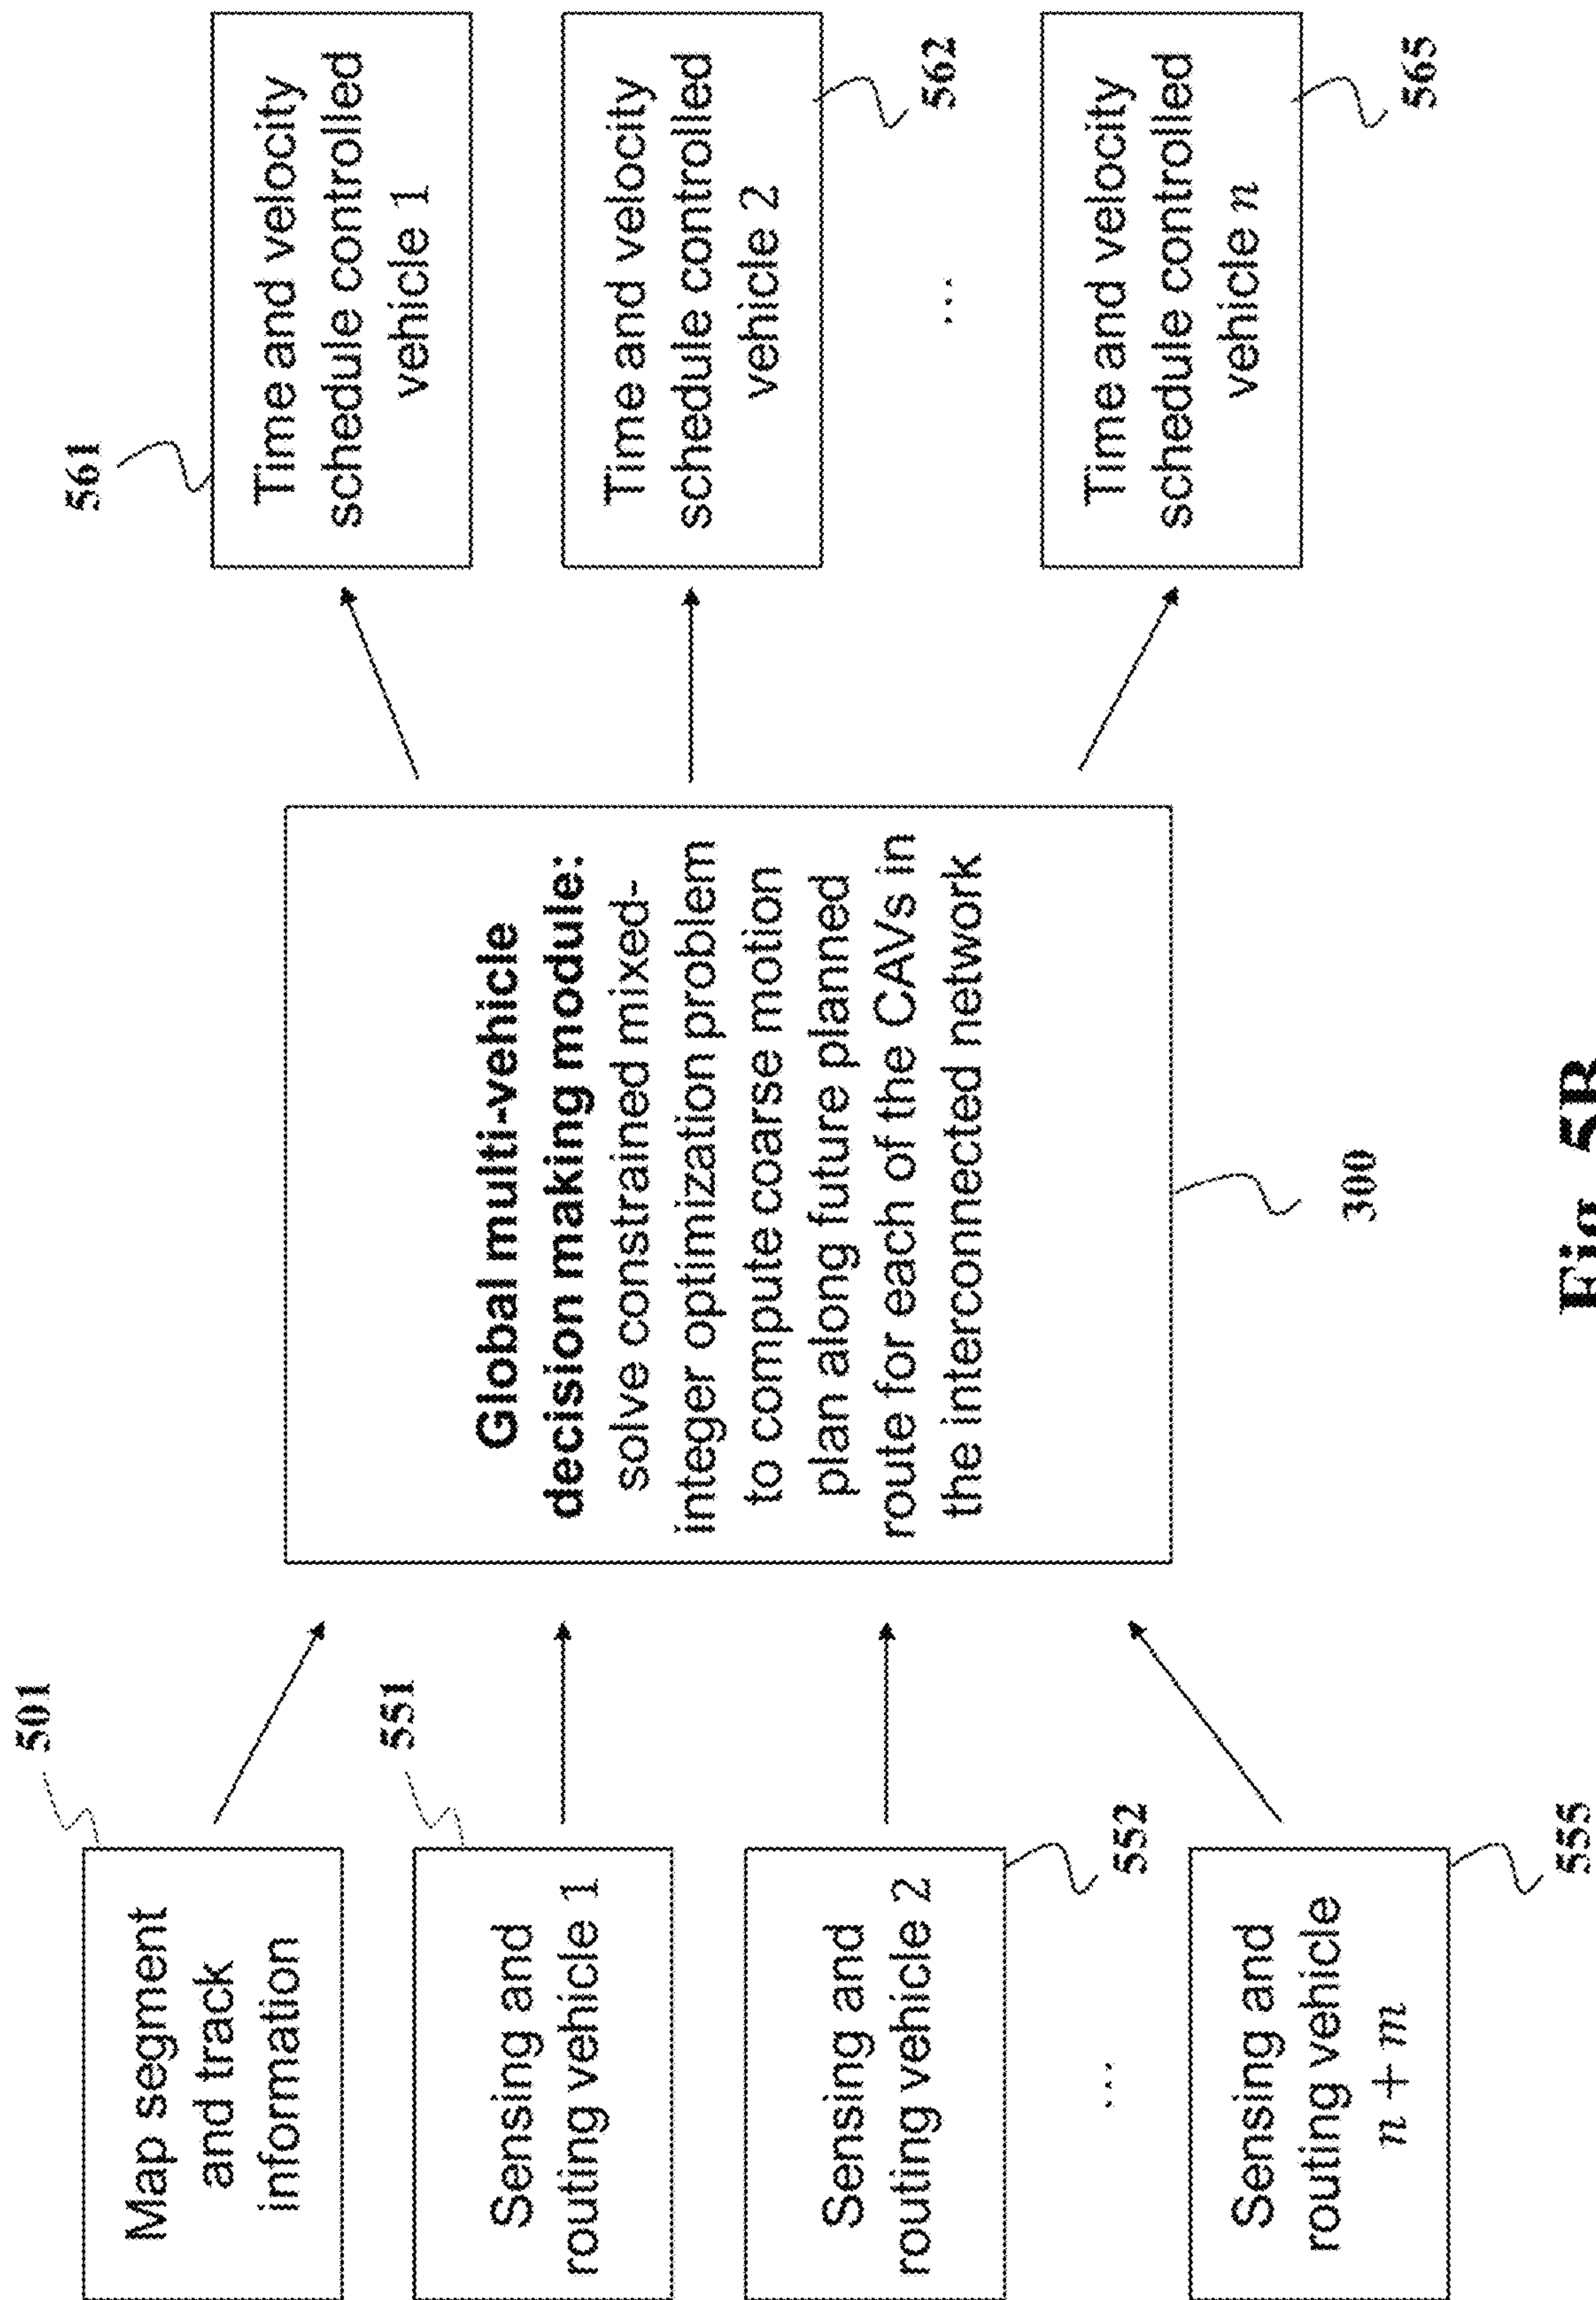 501
Map segment
and track
information
551
Sensing and
routing vehicle 1
Sensing and
routing vehicle 2
552
...
Sensing and
routing vehicle
n + m
555
Global multi-vehicle
decision making module:
solve constrained mixed-
integer optimization problem
to compute coarse motion
plan along future planned
route for each of the CAVs in
the interconnected network
300
561
Time and velocity
schedule controlled
vehicle 1
Time and velocity
schedule controlled
vehicle 2
562
...
Time and velocity
schedule controlled
vehicle n
565
Fig. 5B